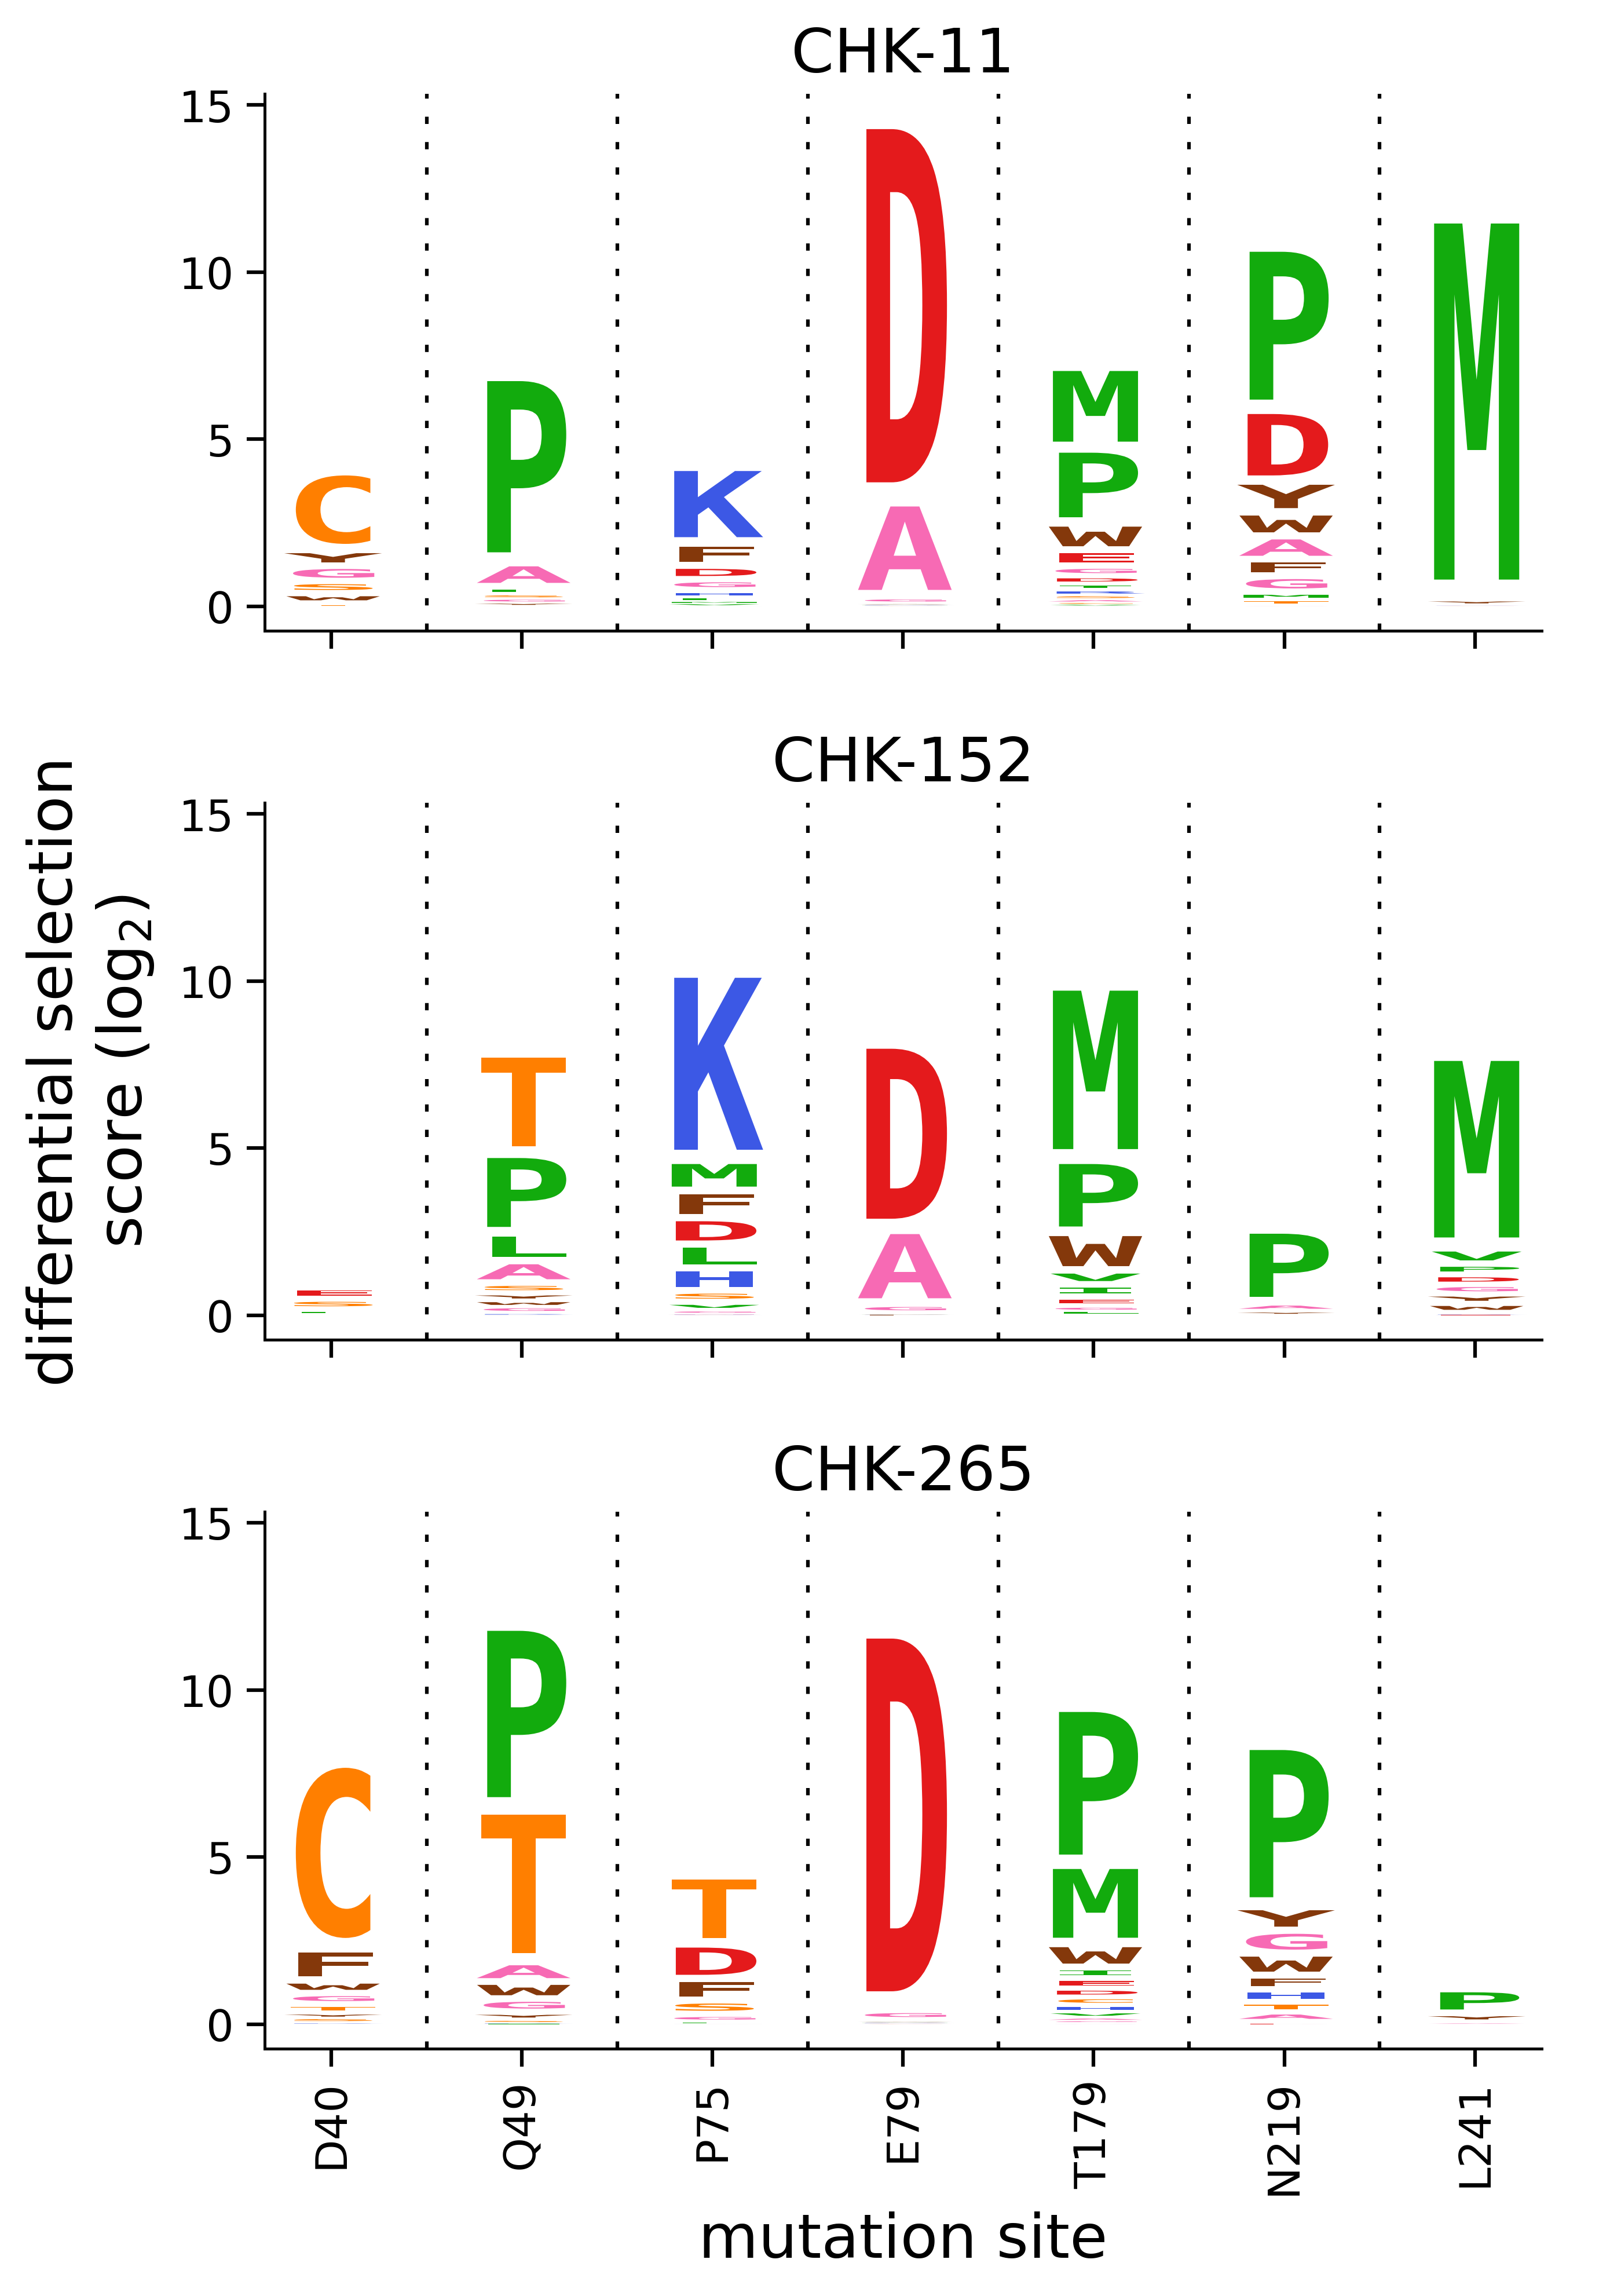 CHK-11
15
10
5
0
C Y G S W
P A
K F D G H
D A
M P W E G D
P D Y W A F G M T
M
differential selection
score (log₂)
CHK-152
15
10
5
0
E S
T P L A S
K M F D L H S V
D A G
M P W V I E G
P A
M V P D G Y W
CHK-265
15
10
5
0
C F W G T
P T A W G
T D F S G
D G
P M W I E D S H
P Y G W F H T A
P
D40
Q49
P75
E79
T179
N219
L241
mutation site